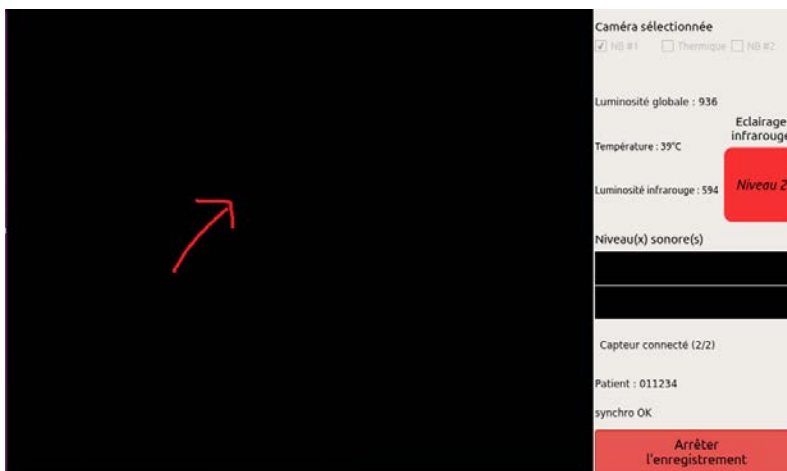 Caméra sélectionnée
NB #1 Thermique NB #2
Luminosité globale : 936
Eclairage
infrarouge
Température : 39°C
Niveau 2
Luminosité infrarouge : 594
Niveau(x) sonore(s)
Capteur connecté (2/2)
Patient : 011234
synchro OK
Arrêter
l'enregistrement